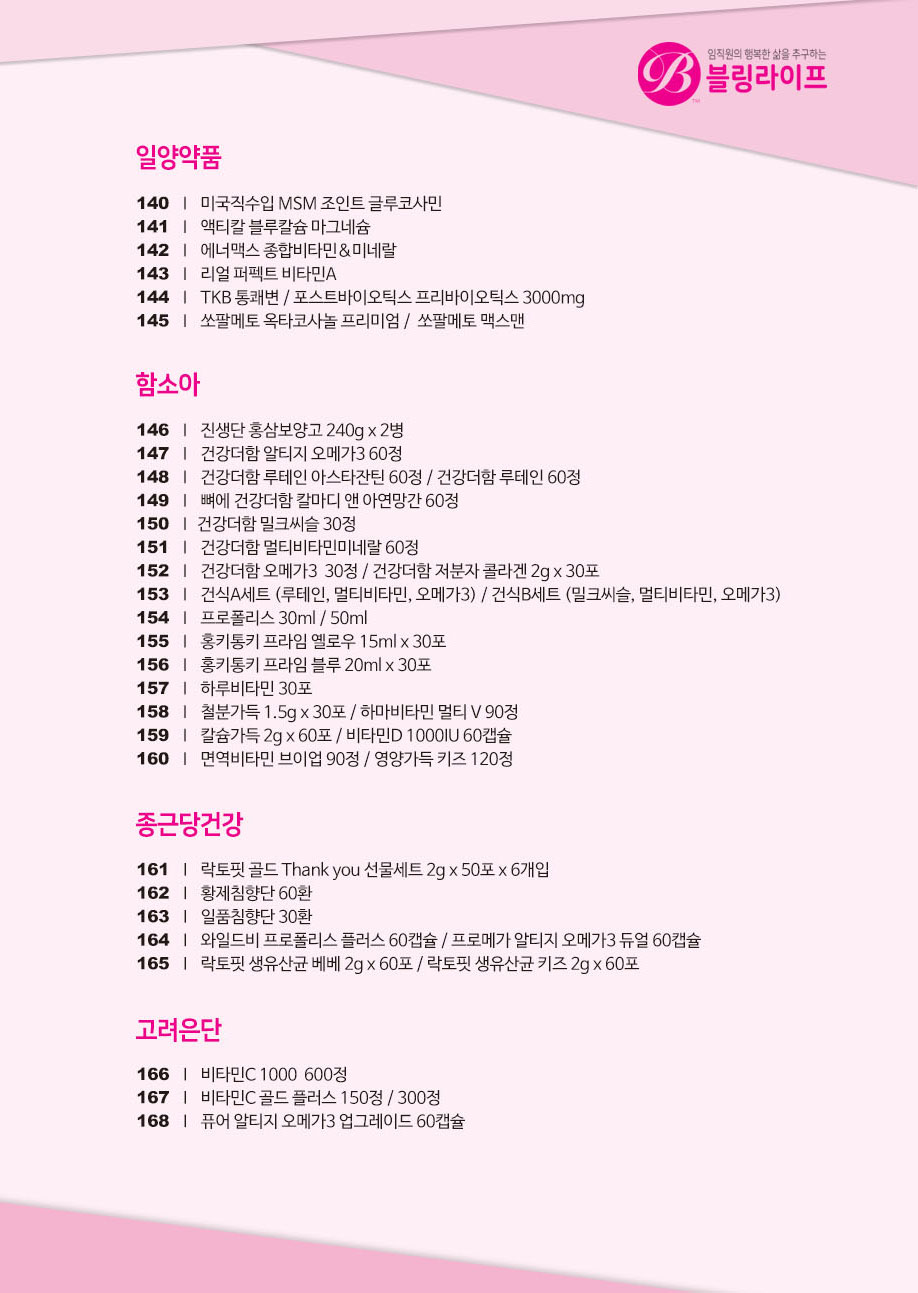 임직원의 행복한 삶을 추구하는
B
TM
블링라이프
일양약품
140 | 미국직수입 MSM 조인트 글루코사민
141 | 액티칼 블루칼슘 마그네슘
142 | 에너맥스 종합비타민&미네랄
143 | 리얼 퍼펙트 비타민A
144 | TKB 통쾌변 / 포스트바이오틱스 프리바이오틱스 3000mg
145 | 쏘팔메토 옥타코사놀 프리미엄 / 쏘팔메토 맥스맨
함소아
146 | 진생단 홍삼보양고 240g x 2병
147 | 건강더함 알티지 오메가3 60정
148 | 건강더함 루테인 아스타잔틴 60정 / 건강더함 루테인 60정
149 | 뼈에 건강더함 칼마디 앤 아연망간 60정
150 | 건강더함 밀크씨슬 30정
151 | 건강더함 멀티비타민미네랄 60정
152 | 건강더함 오메가3 30정 / 건강더함 저분자 콜라겐 2g x 30포
153 | 건식A세트 (루테인, 멀티비타민, 오메가3) / 건식B세트 (밀크씨슬, 멀티비타민, 오메가3)
154 | 프로폴리스 30ml / 50ml
155 | 홍키통키 프라임 옐로우 15ml x 30포
156 | 홍키통키 프라임 블루 20ml x 30포
157 | 하루비타민 30포
158 | 철분가득 1.5g x 30포 / 하마비타민 멀티 V 90정
159 | 칼슘가득 2g x 60포 / 비타민D 1000IU 60캡슐
160 | 면역비타민 브이업 90정 / 영양가득 키즈 120정
종근당건강
161 | 락토핏 골드 Thank you 선물세트 2g x 50포 x 6개입
162 | 황제침향단 60환
163 | 일품침향단 30환
164 | 와일드비 프로폴리스 플러스 60캡슐 / 프로메가 알티지 오메가3 듀얼 60캡슐
165 | 락토핏 생유산균 베베 2g x 60포 / 락토핏 생유산균 키즈 2g x 60포
고려은단
166 | 비타민C 1000 600정
167 | 비타민C 골드 플러스 150정 / 300정
168 | 퓨어 알티지 오메가3 업그레이드 60캡슐